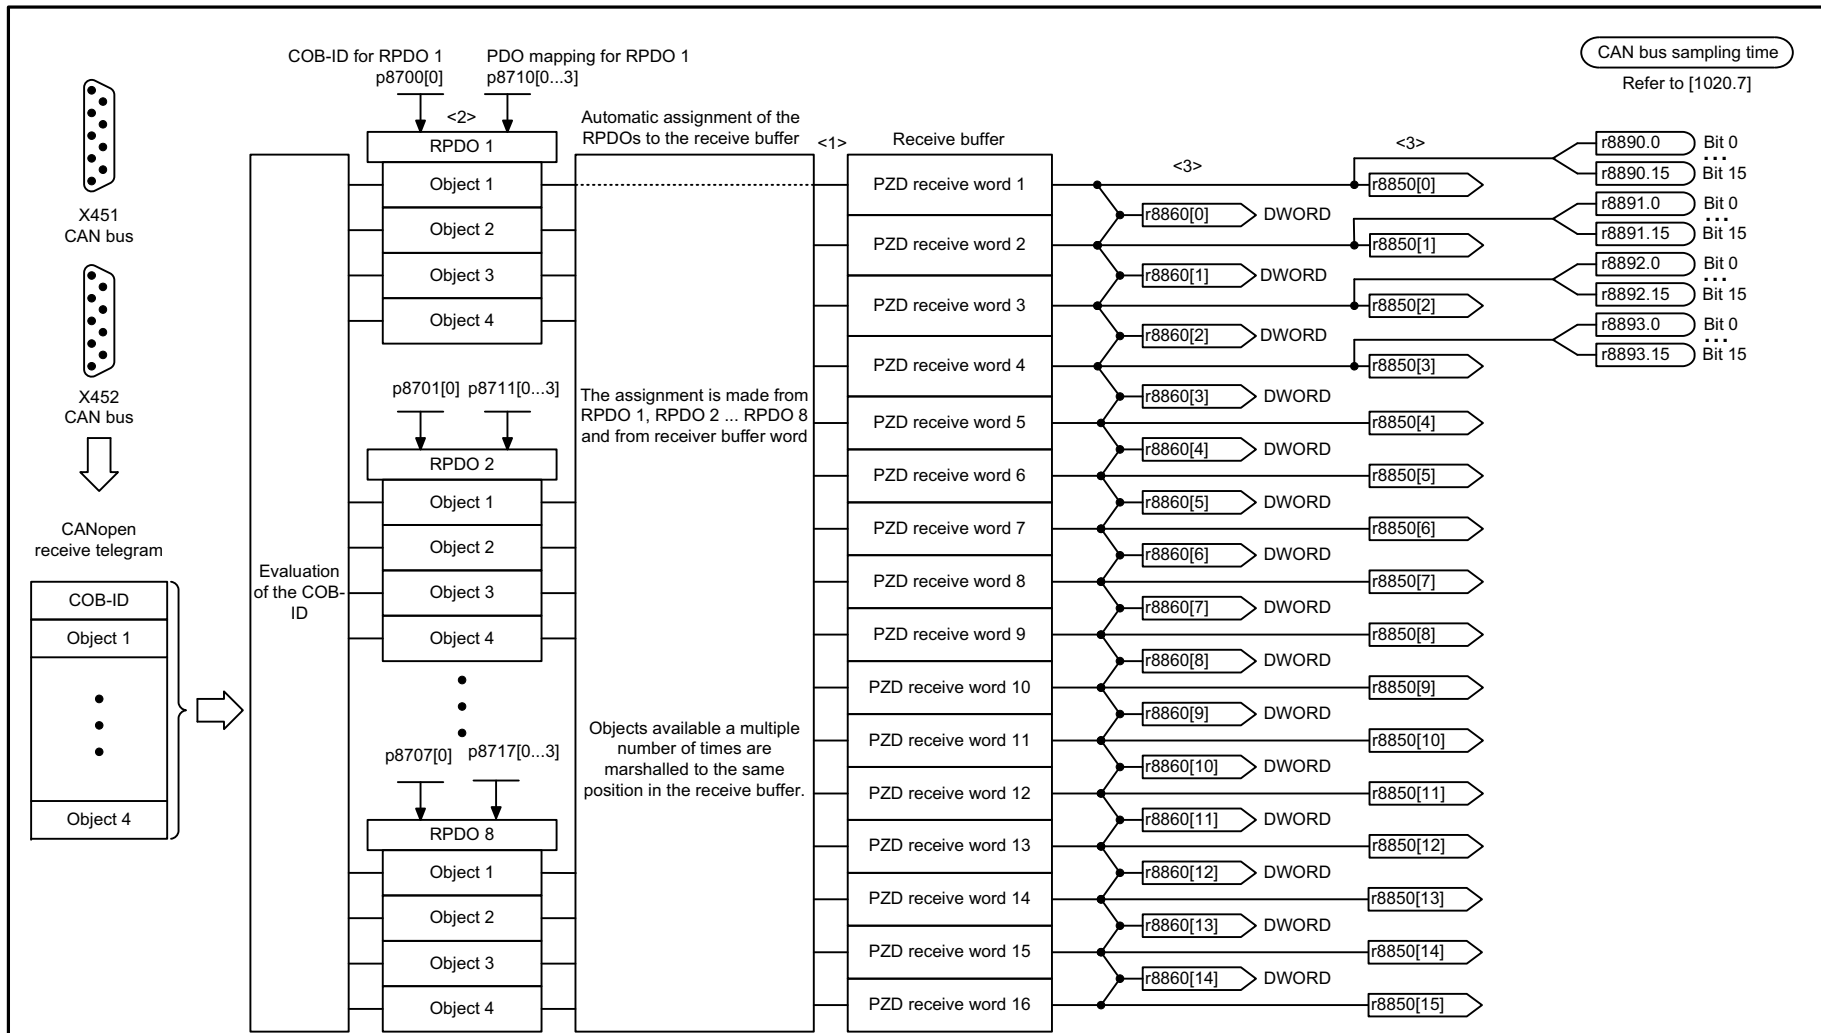 COB-ID for RPDO 1
p8700[0]
PDO mapping for RPDO 1
p8710[0...3]
CAN bus sampling time
Refer to [1020.7]
X451
CAN bus
X452
CAN bus
CANopen
receive telegram
COB-ID
Object 1
Object 4
Evaluation
of the COB-
ID
<2>
RPDO 1
Object 1
Object 2
Object 3
Object 4
p8701[0]
p8711[0...3]
RPDO 2
Object 1
Object 2
Object 3
Object 4
p8707[0]
p8717[0...3]
RPDO 8
Object 1
Object 2
Object 3
Object 4
Automatic assignment of the
RPDOs to the receive buffer
The assignment is made from
RPDO 1, RPDO 2 ... RPDO 8
and from receiver buffer word
Objects available a multiple
number of times are
marshalled to the same
position in the receive buffer.
<1>
Receive buffer
PZD receive word 1
PZD receive word 2
PZD receive word 3
PZD receive word 4
PZD receive word 5
PZD receive word 6
PZD receive word 7
PZD receive word 8
PZD receive word 9
PZD receive word 10
PZD receive word 11
PZD receive word 12
PZD receive word 13
PZD receive word 14
PZD receive word 15
PZD receive word 16
<3>
r8860[0] DWORD
r8860[1] DWORD
r8860[2] DWORD
r8860[3] DWORD
r8860[4] DWORD
r8860[5] DWORD
r8860[6] DWORD
r8860[7] DWORD
r8860[8] DWORD
r8860[9] DWORD
r8860[10] DWORD
r8860[11] DWORD
r8860[12] DWORD
r8860[13] DWORD
r8860[14] DWORD
<3>
r8850[0]
r8850[1]
r8850[2]
r8850[3]
r8850[4]
r8850[5]
r8850[6]
r8850[7]
r8850[8]
r8850[9]
r8850[10]
r8850[11]
r8850[12]
r8850[13]
r8850[14]
r8850[15]
r8890.0 Bit 0
...
r8890.15 Bit 15
r8891.0 Bit 0
...
r8891.15 Bit 15
r8892.0 Bit 0
...
r8892.15 Bit 15
r8893.0 Bit 0
...
r8893.15 Bit 15